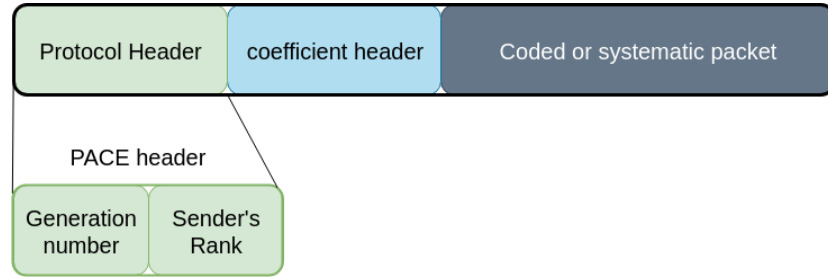 Protocol Header
coefficient header
Coded or systematic packet
PACE header
Generation
number
Sender's
Rank